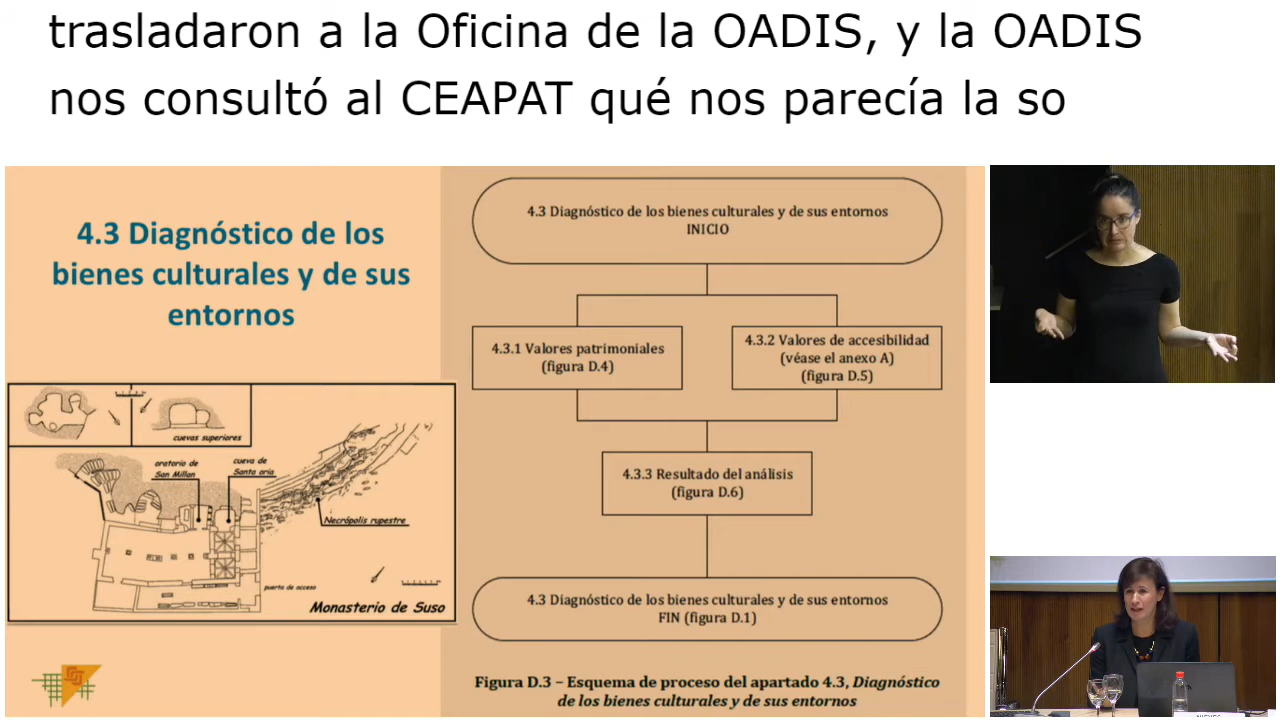 trasladaron a la Oficina de la OADIS, y la OADIS
nos consultó al CEAPAT qué nos parecía la so
4.3 Diagnóstico de los
bienes culturales y de sus
entornos
cuevas superiores
oratorio de
San Millan
cueva de
Santa oria
Necrópolis rupestre
puerta de acceso
Monasterio de Suso
4.3 Diagnóstico de los bienes culturales y de sus entornos
INICIO
4.3.1 Valores patrimoniales
(figura D.4)
4.3.2 Valores de accesibilidad
(véase el anexo A)
(figura D.5)
4.3.3 Resultado del análisis
(figura D.6)
4.3 Diagnóstico de los bienes culturales y de sus entornos
FIN (figura D.1)
Figura D.3 – Esquema de proceso del apartado 4.3, Diagnóstico
de los bienes culturales y de sus entornos